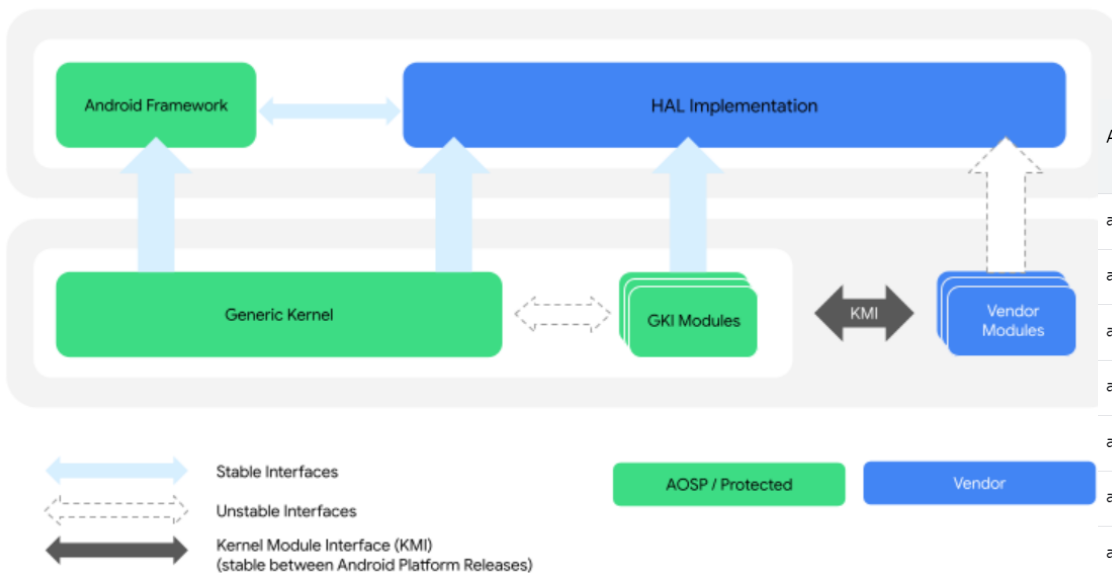 Android Framework
HAL Implementation
Generic Kernel
GKI Modules
KMI
Vendor
Modules
Stable Interfaces
Unstable Interfaces
Kernel Module Interface (KMI)
(stable between Android Platform Releases)
AOSP / Protected
Vendor